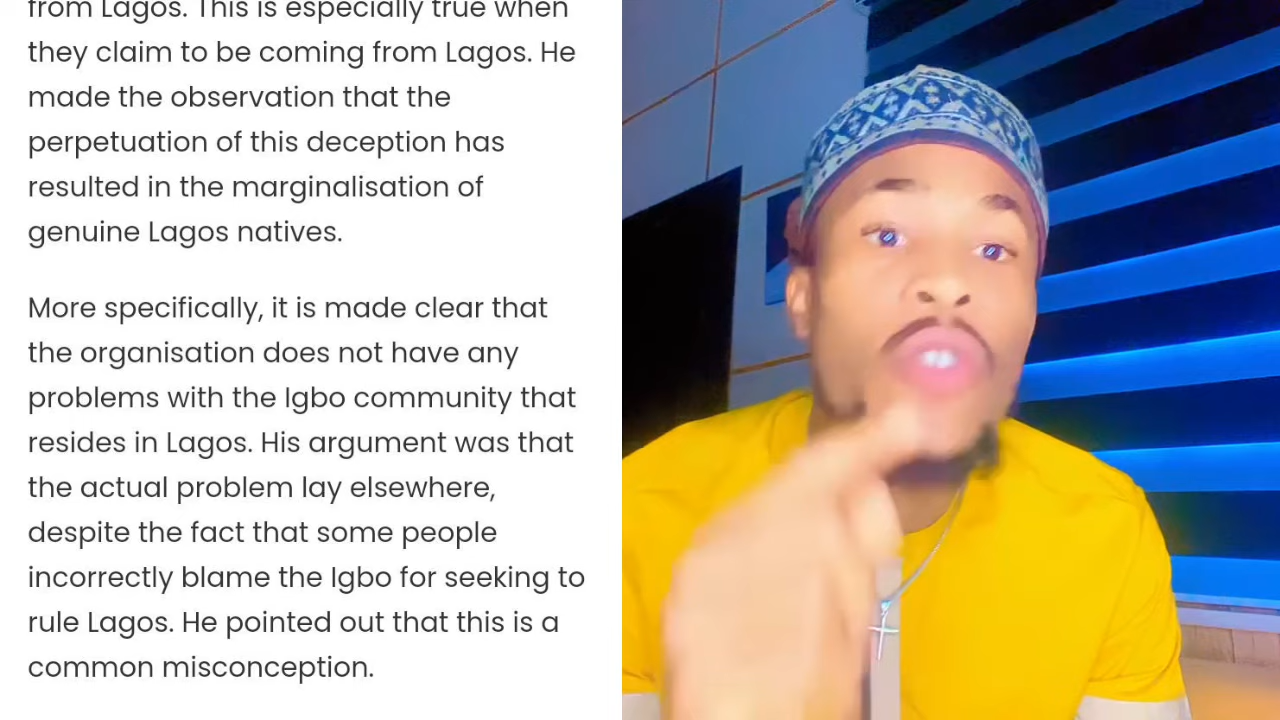 from Lagos. This is especially true when
they claim to be coming from Lagos. He
made the observation that the
perpetuation of this deception has
resulted in the marginalisation of
genuine Lagos natives.
More specifically, it is made clear that
the organisation does not have any
problems with the Igbo community that
resides in Lagos. His argument was that
the actual problem lay elsewhere,
despite the fact that some people
incorrectly blame the Igbo for seeking to
rule Lagos. He pointed out that this is a
common misconception.